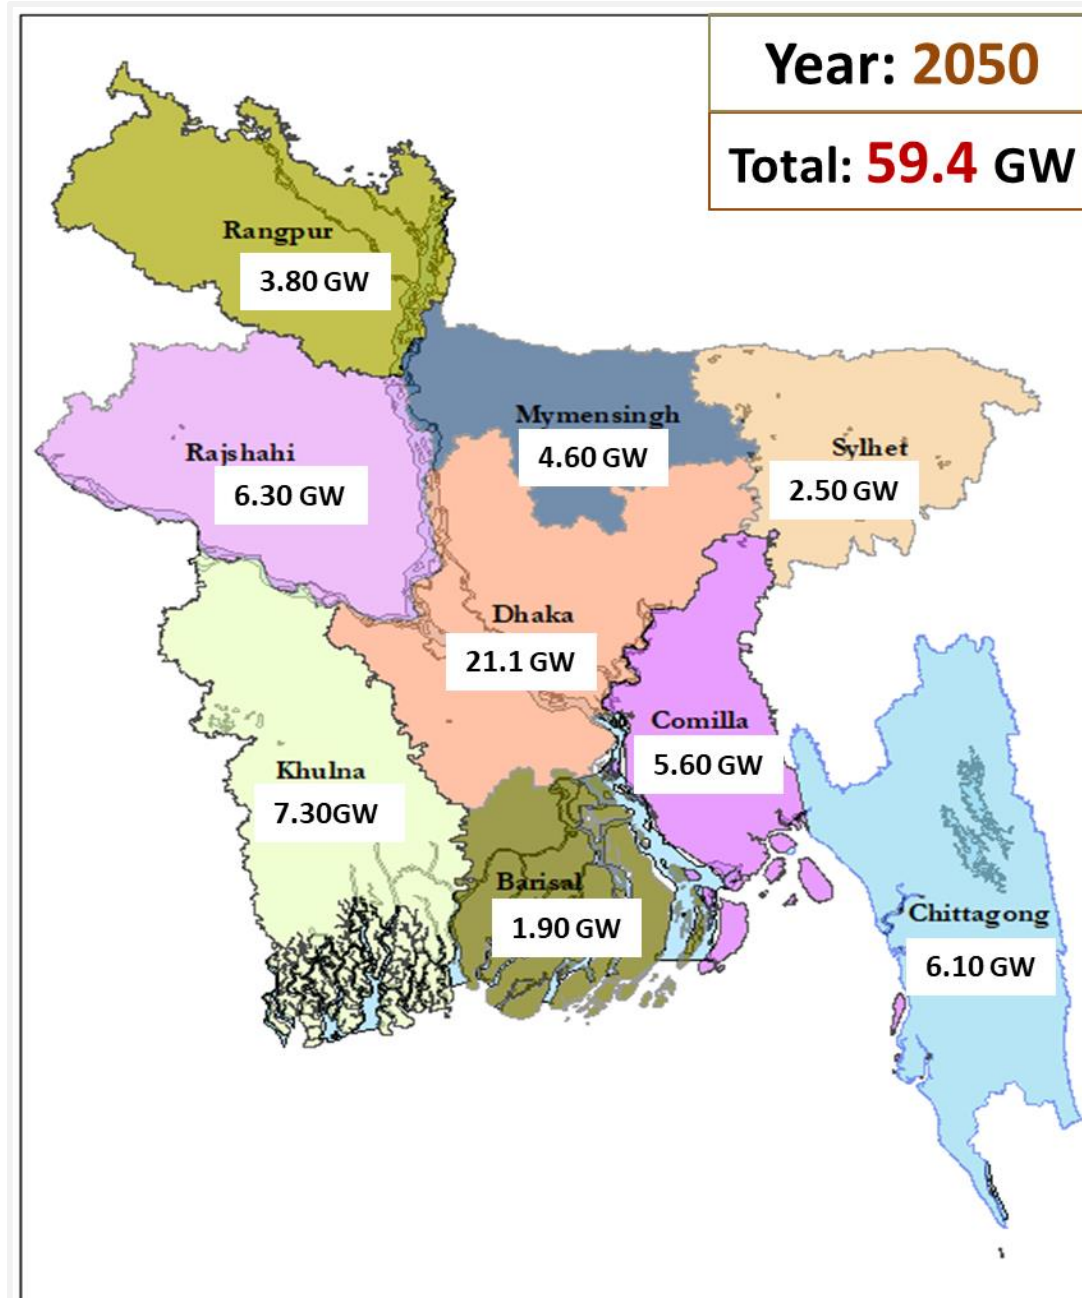 Year: 2050
Total: 59.4 GW
Rangpur
3.80 GW
Mymensingh
4.60 GW
Rajshahi
6.30 GW
Sylhet
2.50 GW
Dhaka
21.1 GW
Comilla
5.60 GW
Khulna
7.30GW
Barisal
1.90 GW
Chittagong
6.10 GW